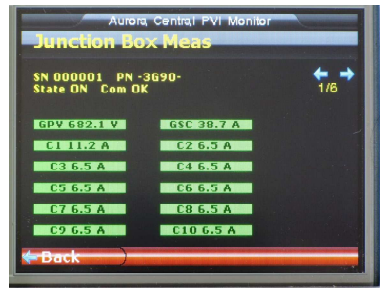 Aurora Central PVI Monitor
Junction Box Meas
SN 000001 PN -3G90-
State ON Com OK
1/6
GPV 682.1 V GSC 38.7 A
C1 11.2 A C2 6.5 A
C3 6.5 A C4 6.5 A
C5 6.5 A C6 6.5 A
C7 6.5 A C8 6.5 A
C9 6.5 A C10 6.5 A
Back